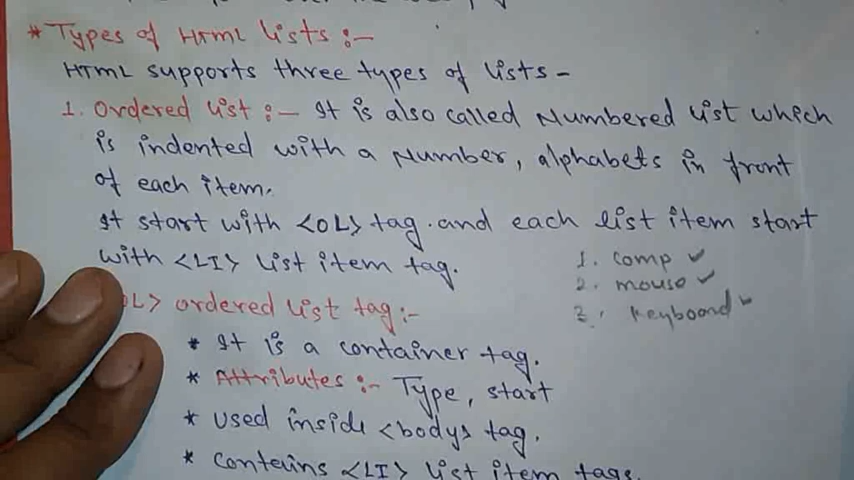 * Types of HTML lists :-
HTML supports three types of lists -
1. Ordered list :- It is also called Numbered list which
is indented with a Number, alphabets in front
of each item.
It start with <OL> tag. and each list item start
with <LI> list item tag.
1. comp ✓
2. mouse ✓
3. keyboard ✓
OL> ordered list tag :-
* It is a container tag.
* Attributes :- Type, start
* used inside <body> tag.
* contains <LI> list item tags.